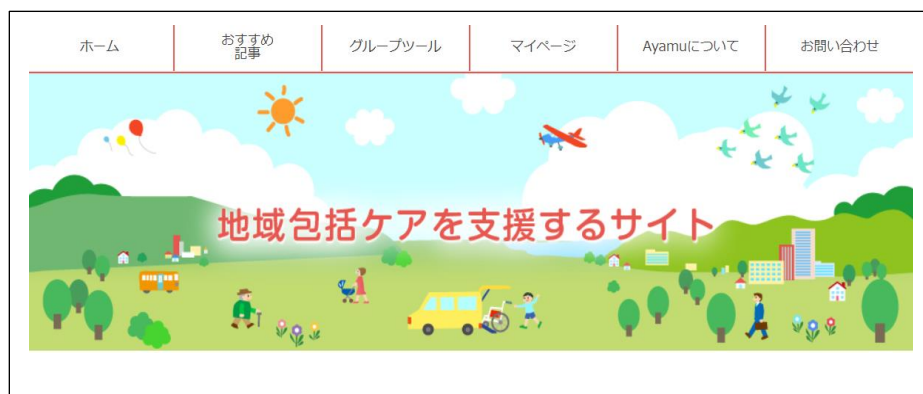 ホーム
おすすめ
記事
グループツール
マイページ
Ayamuについて
お問い合わせ
地域包括ケアを支援するサイト